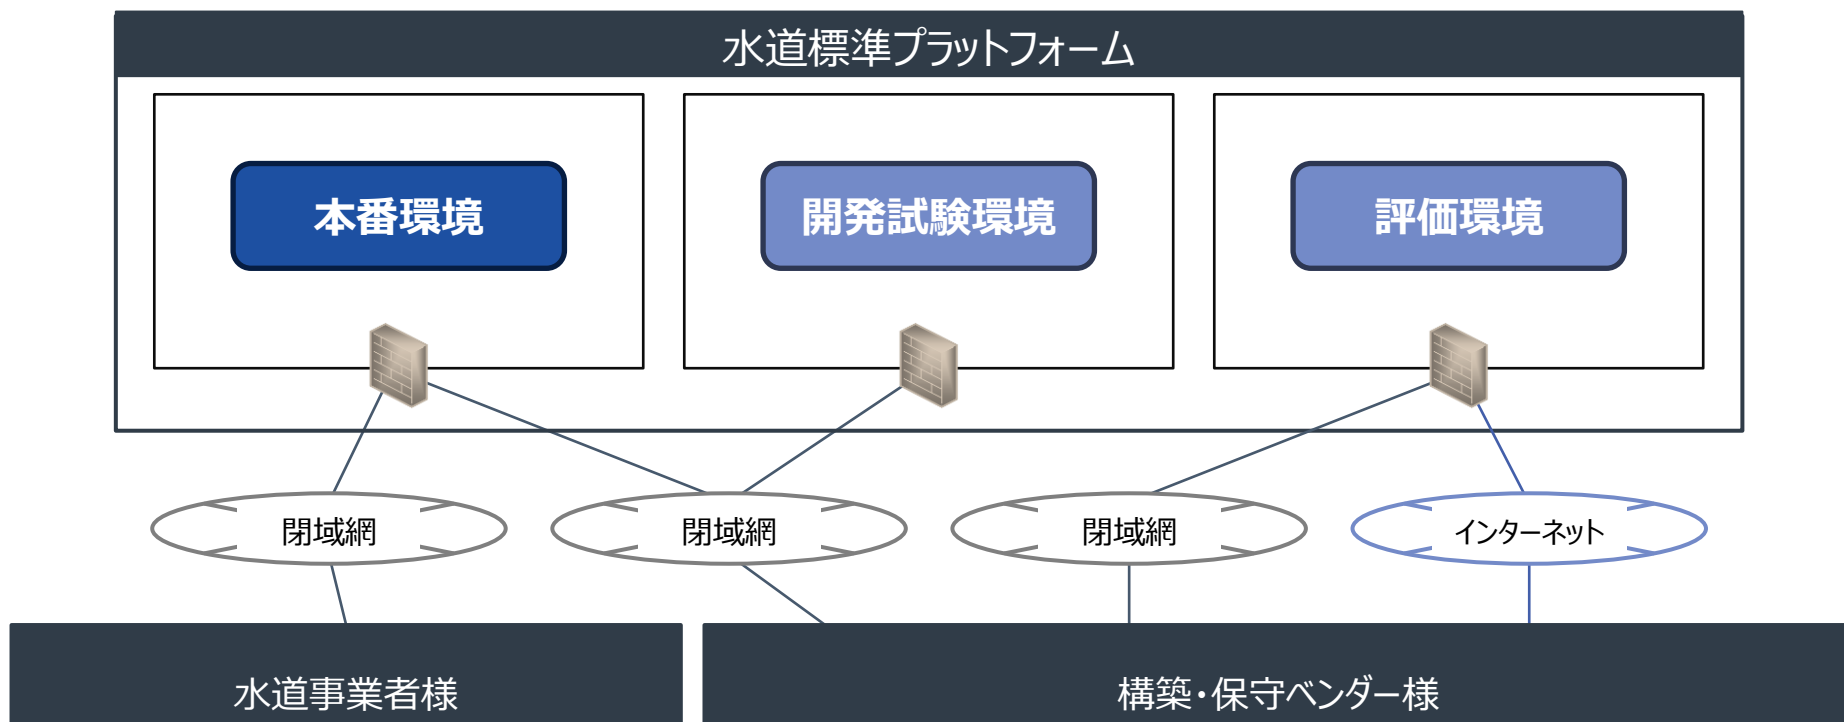 水道標準プラットフォーム
本番環境
開発試験環境
評価環境
閉域網
閉域網
閉域網
インターネット
水道事業者様
構築・保守ベンダー様